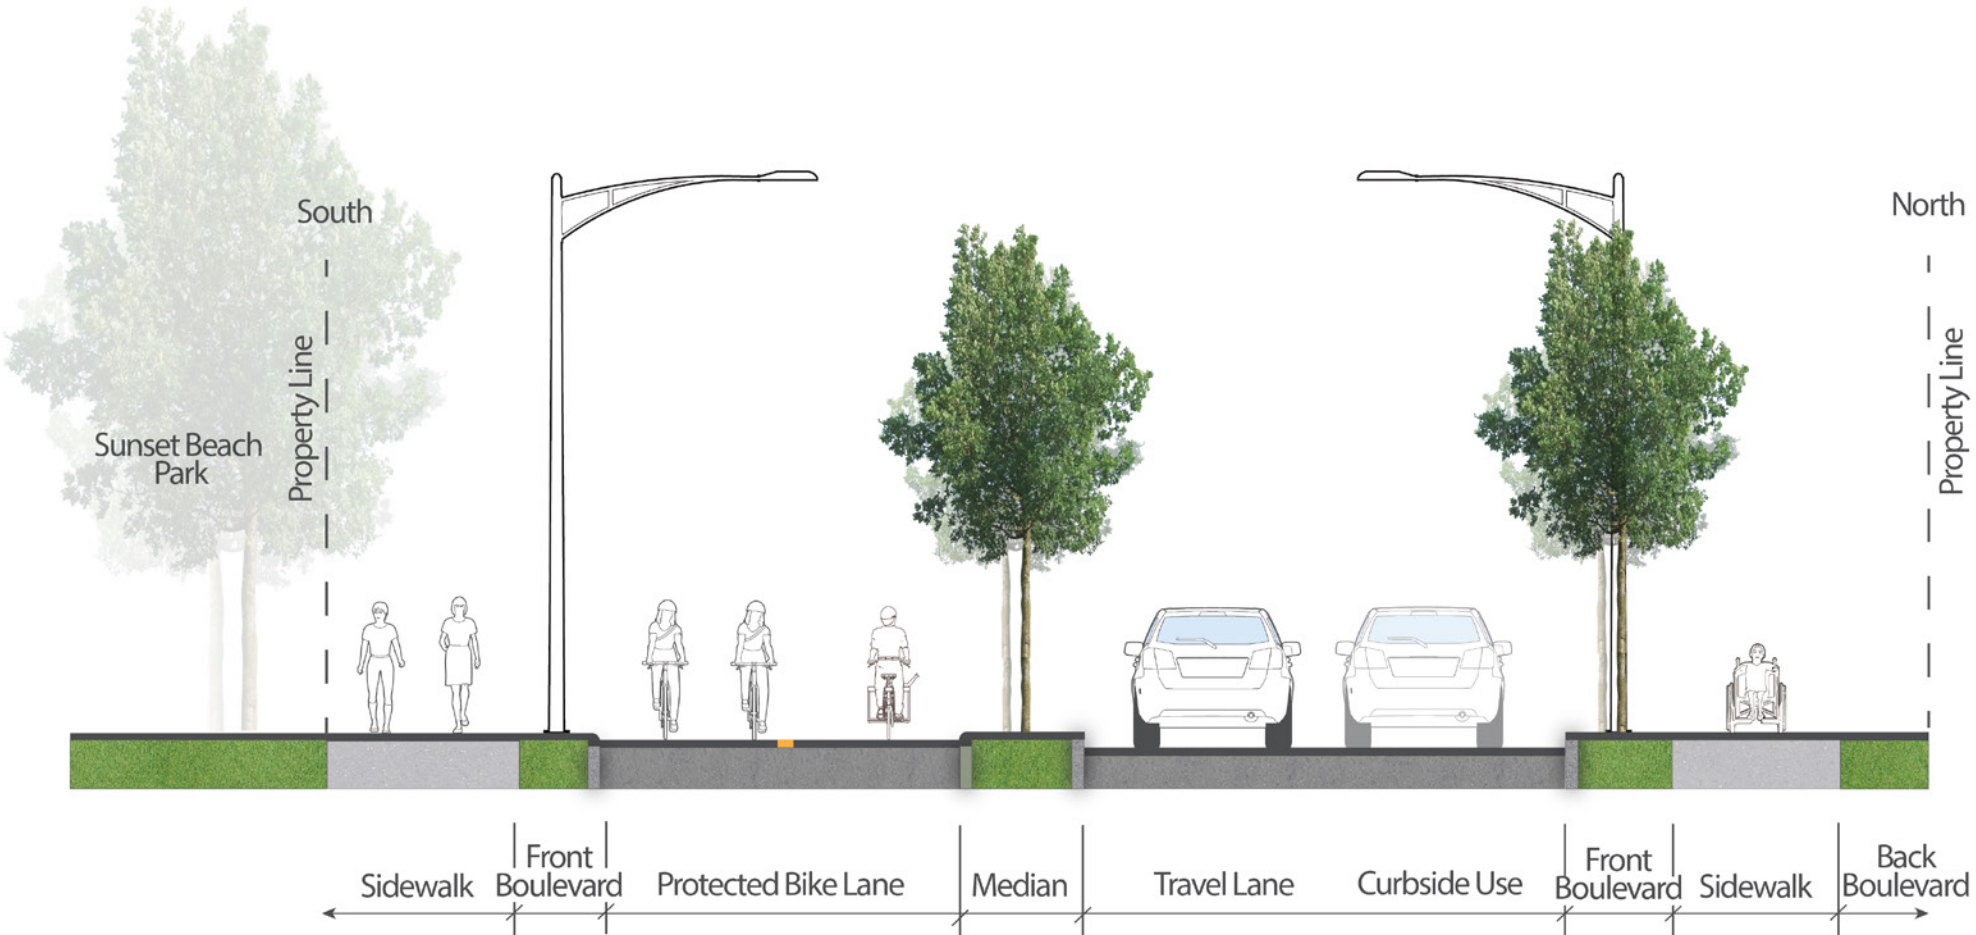 South
North
Property Line
Property Line
Sunset Beach
Park
Sidewalk
Front
Boulevard
Protected Bike Lane
Median
Travel Lane
Curbside Use
Front
Boulevard
Sidewalk
Back
Boulevard